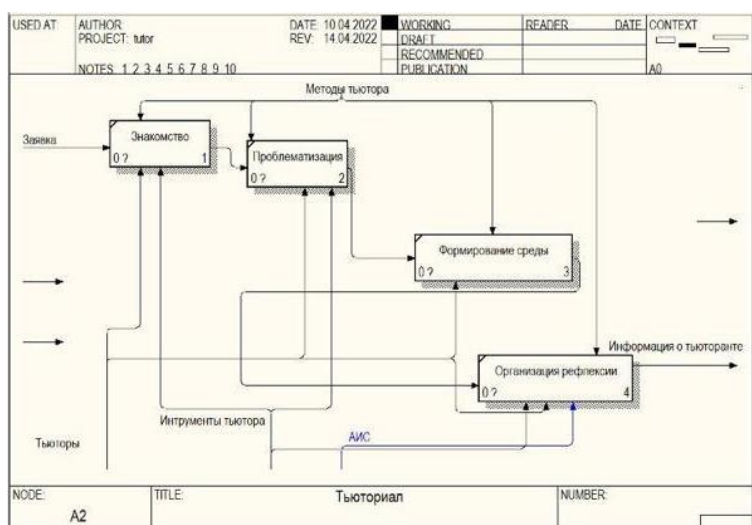 USED AT: AUTHOR: DATE: 10.04.2022 WORKING READER DATE CONTEXT:
PROJECT: tutor REV: 14.04.2022 DRAFT
RECOMMENDED
NOTES: 1 2 3 4 5 6 7 8 9 10 PUBLICATION A0
Методы тьютора
Заявка
Знакомство
0 ? 1
Проблематизация
0 ? 2
Формирование среды
0 ? 3
Информация о тьюторанте
Организация рефлексии
0 ? 4
Интрументы тьютора
АИС
Тьюторы
NODE: TITLE: Тьюториал NUMBER:
A2